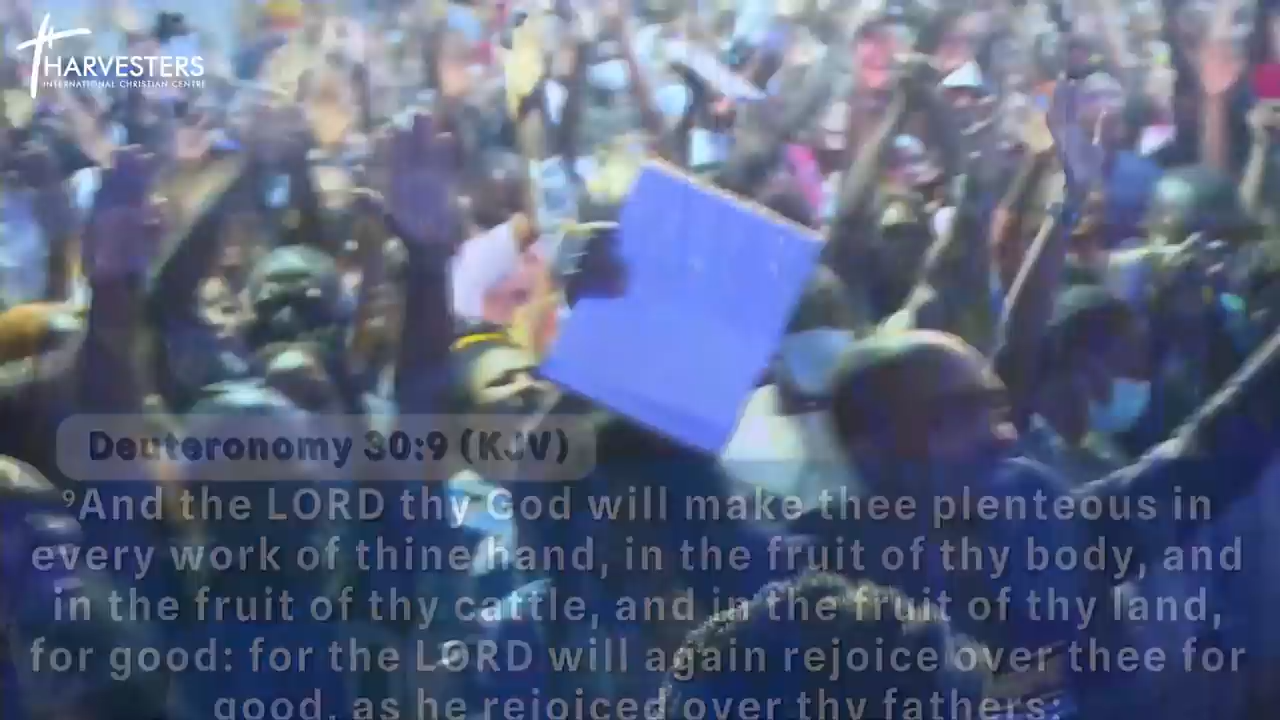 HARVESTERS
INTERNATIONAL CHRISTIAN CENTRE
Deuteronomy 30:9 (KJV)
⁹And the LORD thy God will make thee plenteous in
every work of thine hand, in the fruit of thy body, and
in the fruit of thy cattle, and in the fruit of thy land,
for good: for the LORD will again rejoice over thee for
good, as he rejoiced over thy fathers: